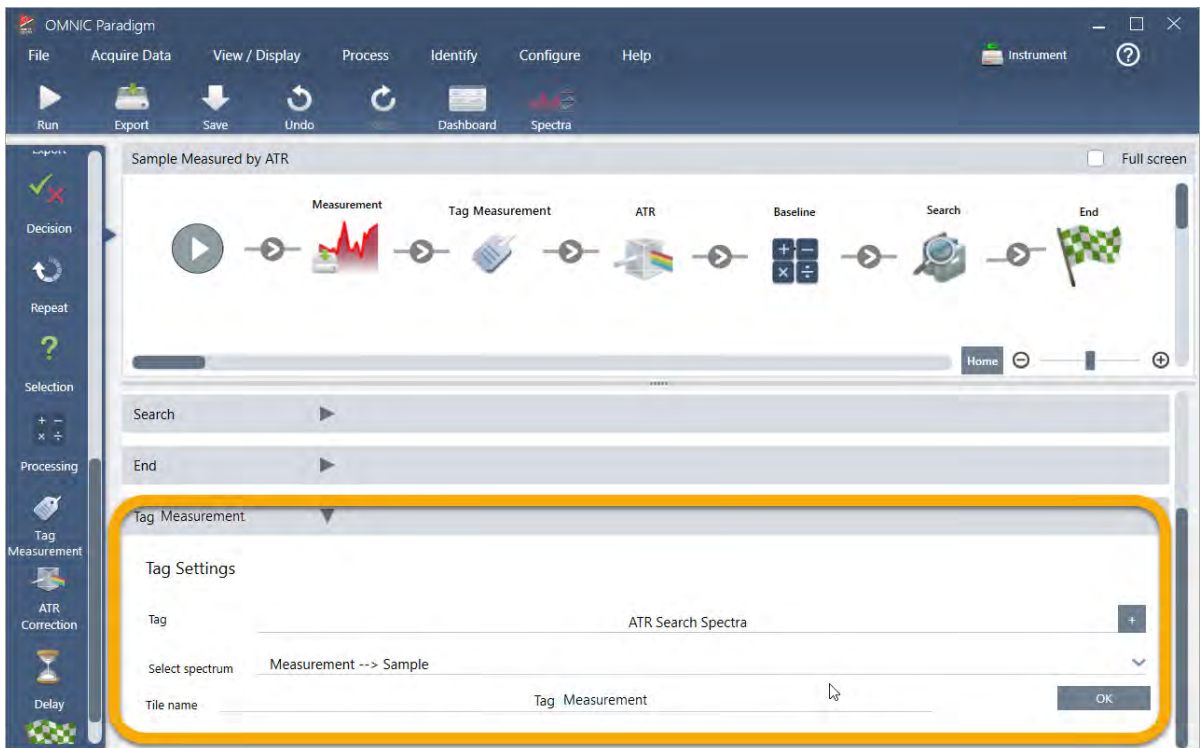 OMNIC Paradigm
File Acquire Data View / Display Process Identify Configure Help Instrument
Run Export Save Undo Dashboard Spectra
Export
Decision
Repeat
Selection
Processing
Tag
Measurement
ATR
Correction
Delay
Sample Measured by ATR Full screen
Measurement Tag Measurement ATR Baseline Search End
Home
Search
End
Tag Measurement
Tag Settings
Tag ATR Search Spectra +
Select spectrum Measurement --> Sample
Tile name Tag Measurement OK